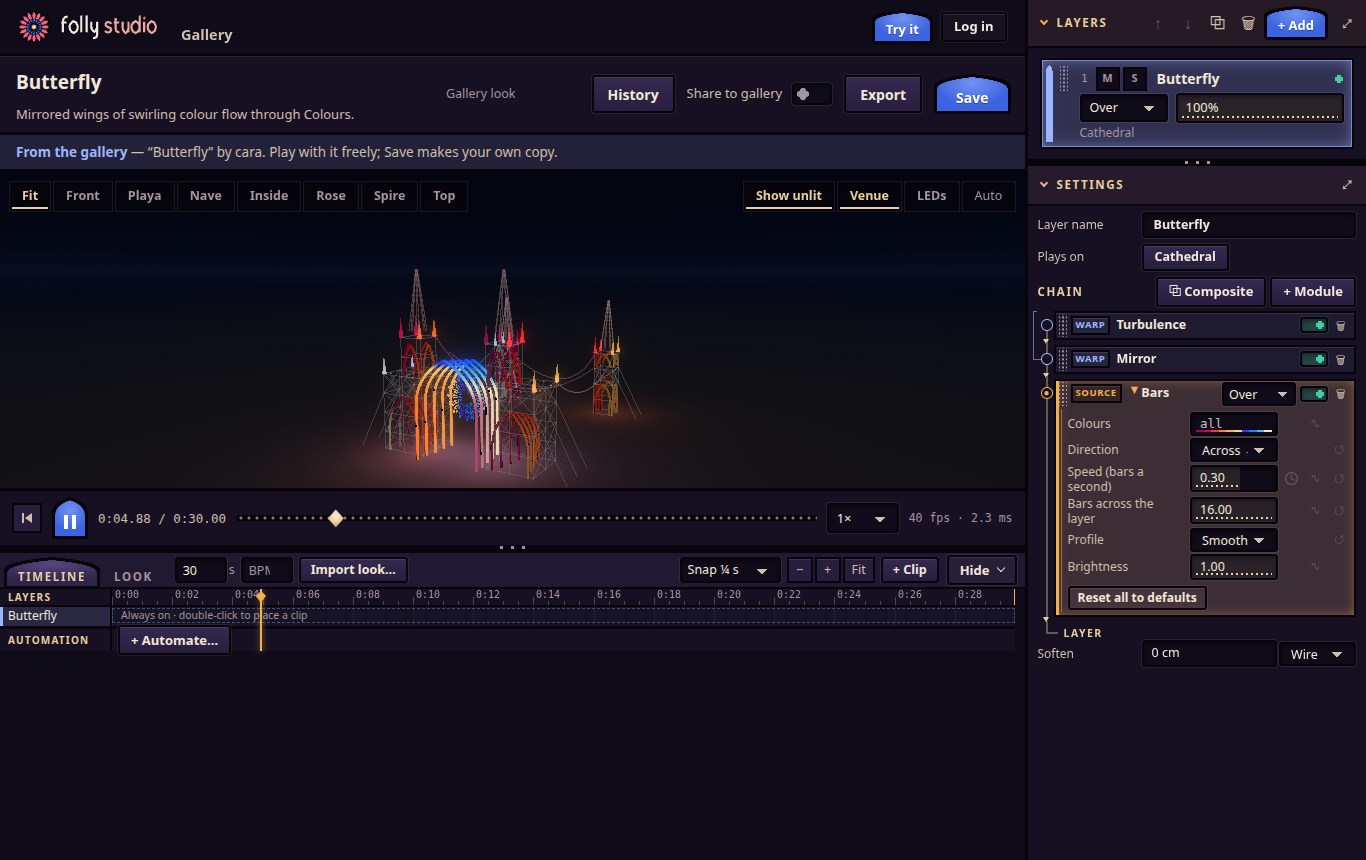 folly studio
Gallery
Try it
Log in
Butterfly
Mirrored wings of swirling colour flow through Colours.
Gallery look
History
Share to gallery
Export
Save
From the gallery — “Butterfly” by cara. Play with it freely; Save makes your own copy.
Fit
Front
Playa
Nave
Inside
Rose
Spire
Top
Show unlit
Venue
LEDs
Auto
0:04.88 / 0:30.00
1×
40 fps · 2.3 ms
TIMELINE
LOOK
30
s
BPM
Import look...
Snap ¼ s
−
+
Fit
+ Clip
Hide
LAYERS
0:00
0:02
0:04
0:06
0:08
0:10
0:12
0:14
0:16
0:18
0:20
0:22
0:24
0:26
0:28
Butterfly
Always on · double-click to place a clip
AUTOMATION
+ Automate...
LAYERS
↑
↓
+ Add
1
M
S
Butterfly
Over
100%
Cathedral
SETTINGS
Layer name
Butterfly
Plays on
Cathedral
CHAIN
Composite
+ Module
WARP
Turbulence
WARP
Mirror
SOURCE
Bars
Over
Colours
all
Direction
Across
Speed (bars a
second)
0.30
Bars across the
layer
16.00
Profile
Smooth
Brightness
1.00
Reset all to defaults
LAYER
Soften
0 cm
Wire